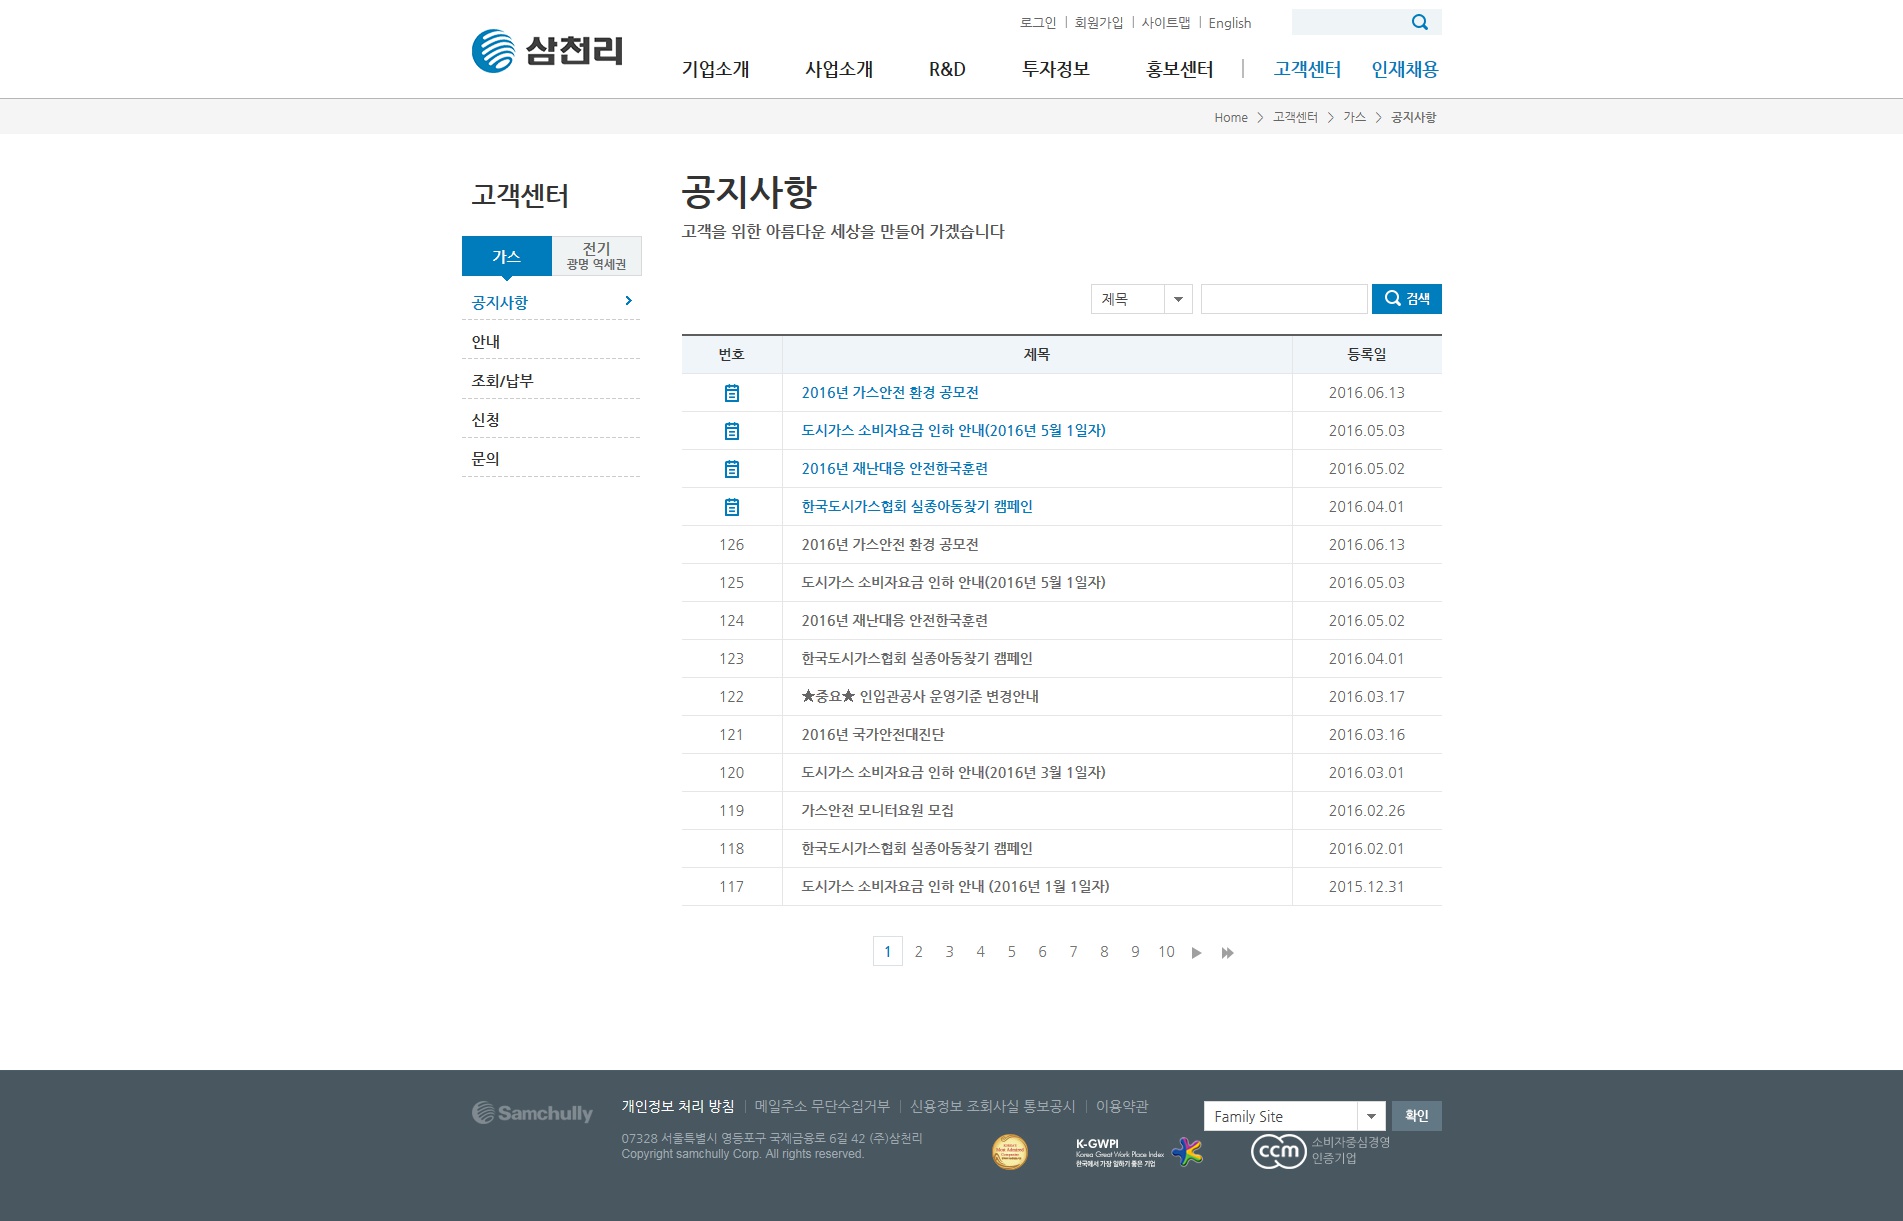 로그인 | 회원가입 | 사이트맵 | English
삼천리
기업소개 사업소개 R&D 투자정보 홍보센터 | 고객센터 인재채용
Home > 고객센터 > 가스 > 공지사항
고객센터
가스
전기
광명 역세권
공지사항
안내
조회/납부
신청
문의
공지사항
고객을 위한 아름다운 세상을 만들어 가겠습니다
제목 검색
번호 제목 등록일
2016년 가스안전 환경 공모전 2016.06.13
도시가스 소비자요금 인하 안내(2016년 5월 1일자) 2016.05.03
2016년 재난대응 안전한국훈련 2016.05.02
한국도시가스협회 실종아동찾기 캠페인 2016.04.01
126 2016년 가스안전 환경 공모전 2016.06.13
125 도시가스 소비자요금 인하 안내(2016년 5월 1일자) 2016.05.03
124 2016년 재난대응 안전한국훈련 2016.05.02
123 한국도시가스협회 실종아동찾기 캠페인 2016.04.01
122 ★중요★ 인입관공사 운영기준 변경안내 2016.03.17
121 2016년 국가안전대진단 2016.03.16
120 도시가스 소비자요금 인하 안내(2016년 3월 1일자) 2016.03.01
119 가스안전 모니터요원 모집 2016.02.26
118 한국도시가스협회 실종아동찾기 캠페인 2016.02.01
117 도시가스 소비자요금 인하 안내 (2016년 1월 1일자) 2015.12.31
1 2 3 4 5 6 7 8 9 10
Samchully
개인정보 처리 방침 | 메일주소 무단수집거부 | 신용정보 조회사실 통보공시 | 이용약관
07328 서울특별시 영등포구 국제금융로 6길 42 (주)삼천리
Copyright samchully Corp. All rights reserved.
Family Site 확인
K-GWPI
Korea Great Work Place Index
한국에서 가장 일하기 좋은 기업
ccm
소비자중심경영
인증기업